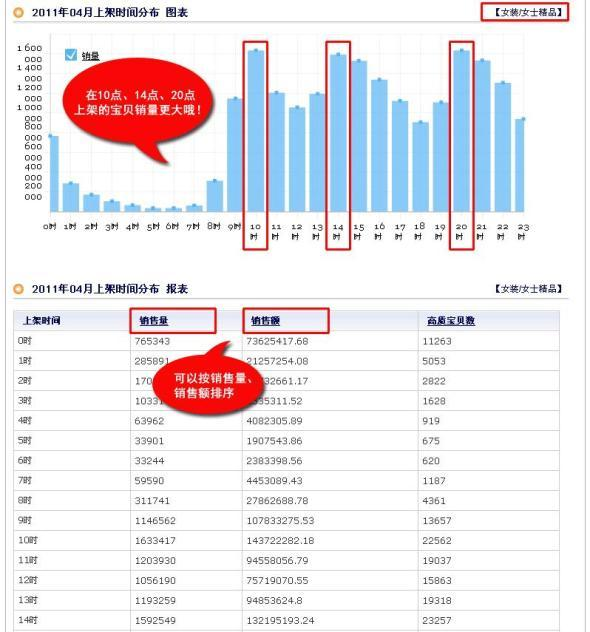 2011年04月上架时间分布 图表
【女装/女士精品】
销量
在10点、14点、20点
上架的宝贝销量更大哦！
1 600
000
1 400
000
1 200
000
1 000
000
800
000
600
000
400
000
200
000
0时 1时 2时 3时 4时 5时 6时 7时 8时 9时 10时 11时 12时 13时 14时 15时 16时 17时 18时 19时 20时 21时 22时 23时
2011年04月上架时间分布 报表
【女装/女士精品】
上架时间 销售量 销售额 高质宝贝数
0时 765343 73625417.68 11263
1时 285891 21257254.08 5053
可以按销售量、
销售额排序
2时 2822
3时 1628
4时 63962 4082305.89 919
5时 33901 1907543.86 675
6时 33244 2383398.56 620
7时 59590 4453089.43 1187
8时 311741 27862688.78 4361
9时 1146562 107833275.53 13657
10时 1633417 143722282.18 22562
11时 1203930 94558056.79 19037
12时 1056190 75719070.55 15863
13时 1193259 94853624.8 19318
14时 1592549 132195193.24 23257